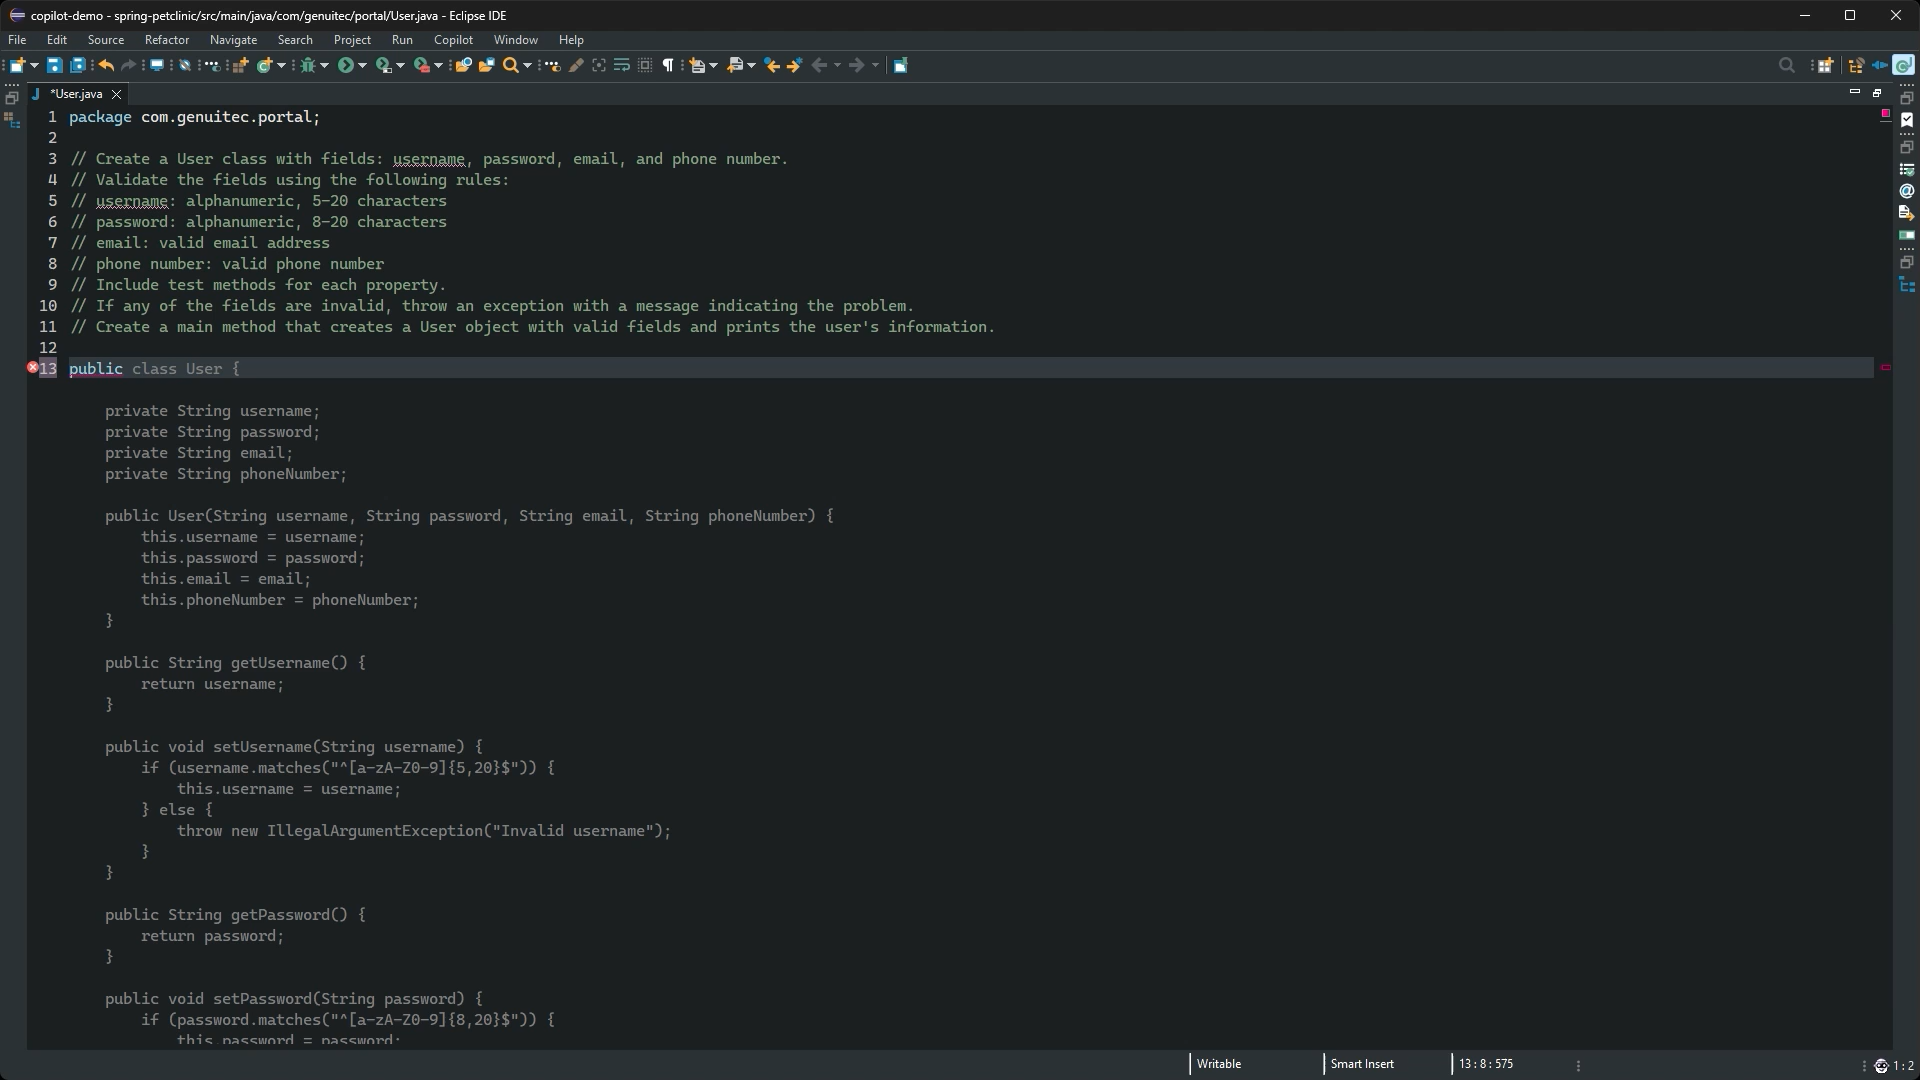 copilot-demo - spring-petclinic/src/main/java/com/genuitec/portal/User.java - Eclipse IDE
File Edit Source Refactor Navigate Search Project Run Copilot Window Help
*User.java
1 package com.genuitec.portal;
2
3 // Create a User class with fields: username, password, email, and phone number.
4 // Validate the fields using the following rules:
5 // username: alphanumeric, 5-20 characters
6 // password: alphanumeric, 8-20 characters
7 // email: valid email address
8 // phone number: valid phone number
9 // Include test methods for each property.
10 // If any of the fields are invalid, throw an exception with a message indicating the problem.
11 // Create a main method that creates a User object with valid fields and prints the user's information.
12
13 public class User {
private String username;
private String password;
private String email;
private String phoneNumber;
public User(String username, String password, String email, String phoneNumber) {
this.username = username;
this.password = password;
this.email = email;
this.phoneNumber = phoneNumber;
}
public String getUsername() {
return username;
}
public void setUsername(String username) {
if (username.matches("^[a-zA-Z0-9]{5,20}$")) {
this.username = username;
} else {
throw new IllegalArgumentException("Invalid username");
}
}
public String getPassword() {
return password;
}
public void setPassword(String password) {
if (password.matches("^[a-zA-Z0-9]{8,20}$")) {
this.password = password;
Writable Smart Insert 13 : 8 : 575 1 : 2